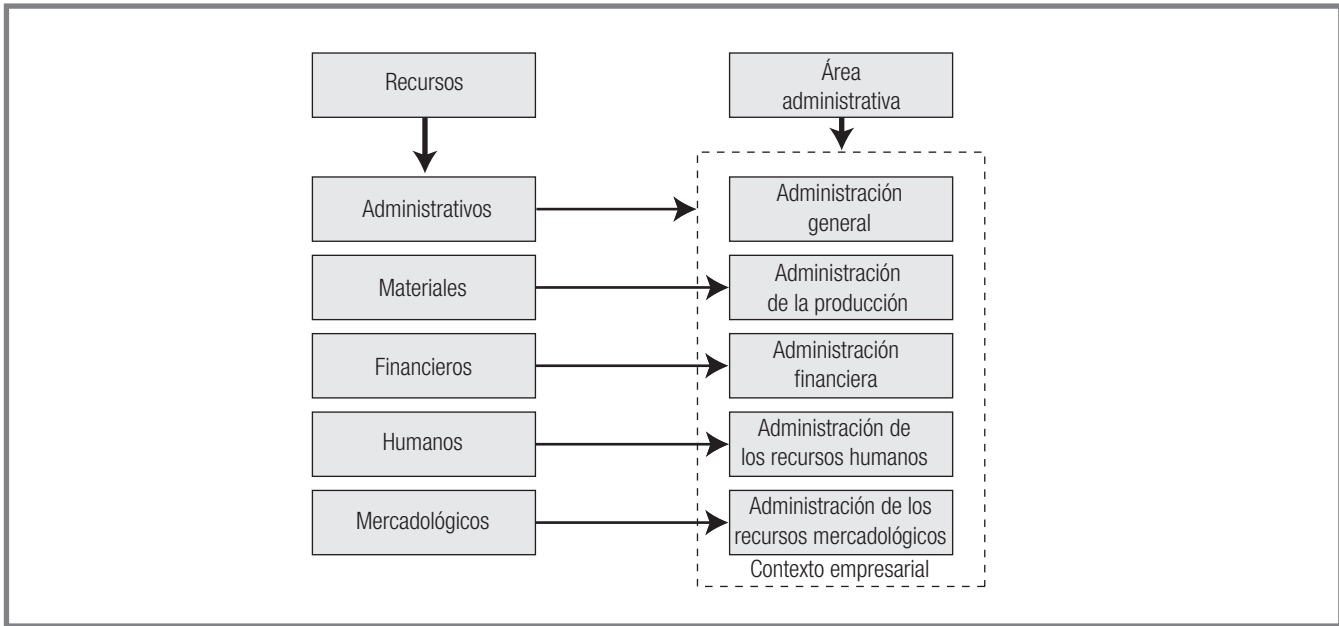 Recursos
Área
administrativa
Administrativos
Administración
general
Materiales
Administración
de la producción
Financieros
Administración
financiera
Humanos
Administración de
los recursos humanos
Mercadológicos
Administración de los
recursos mercadológicos
Contexto empresarial